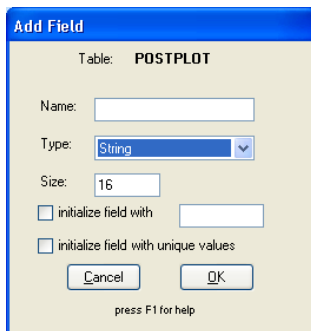 Add Field
Table: POSTPLOT
Name:
Type: String
Size: 16
initialize field with
initialize field with unique values
Cancel OK
press F1 for help